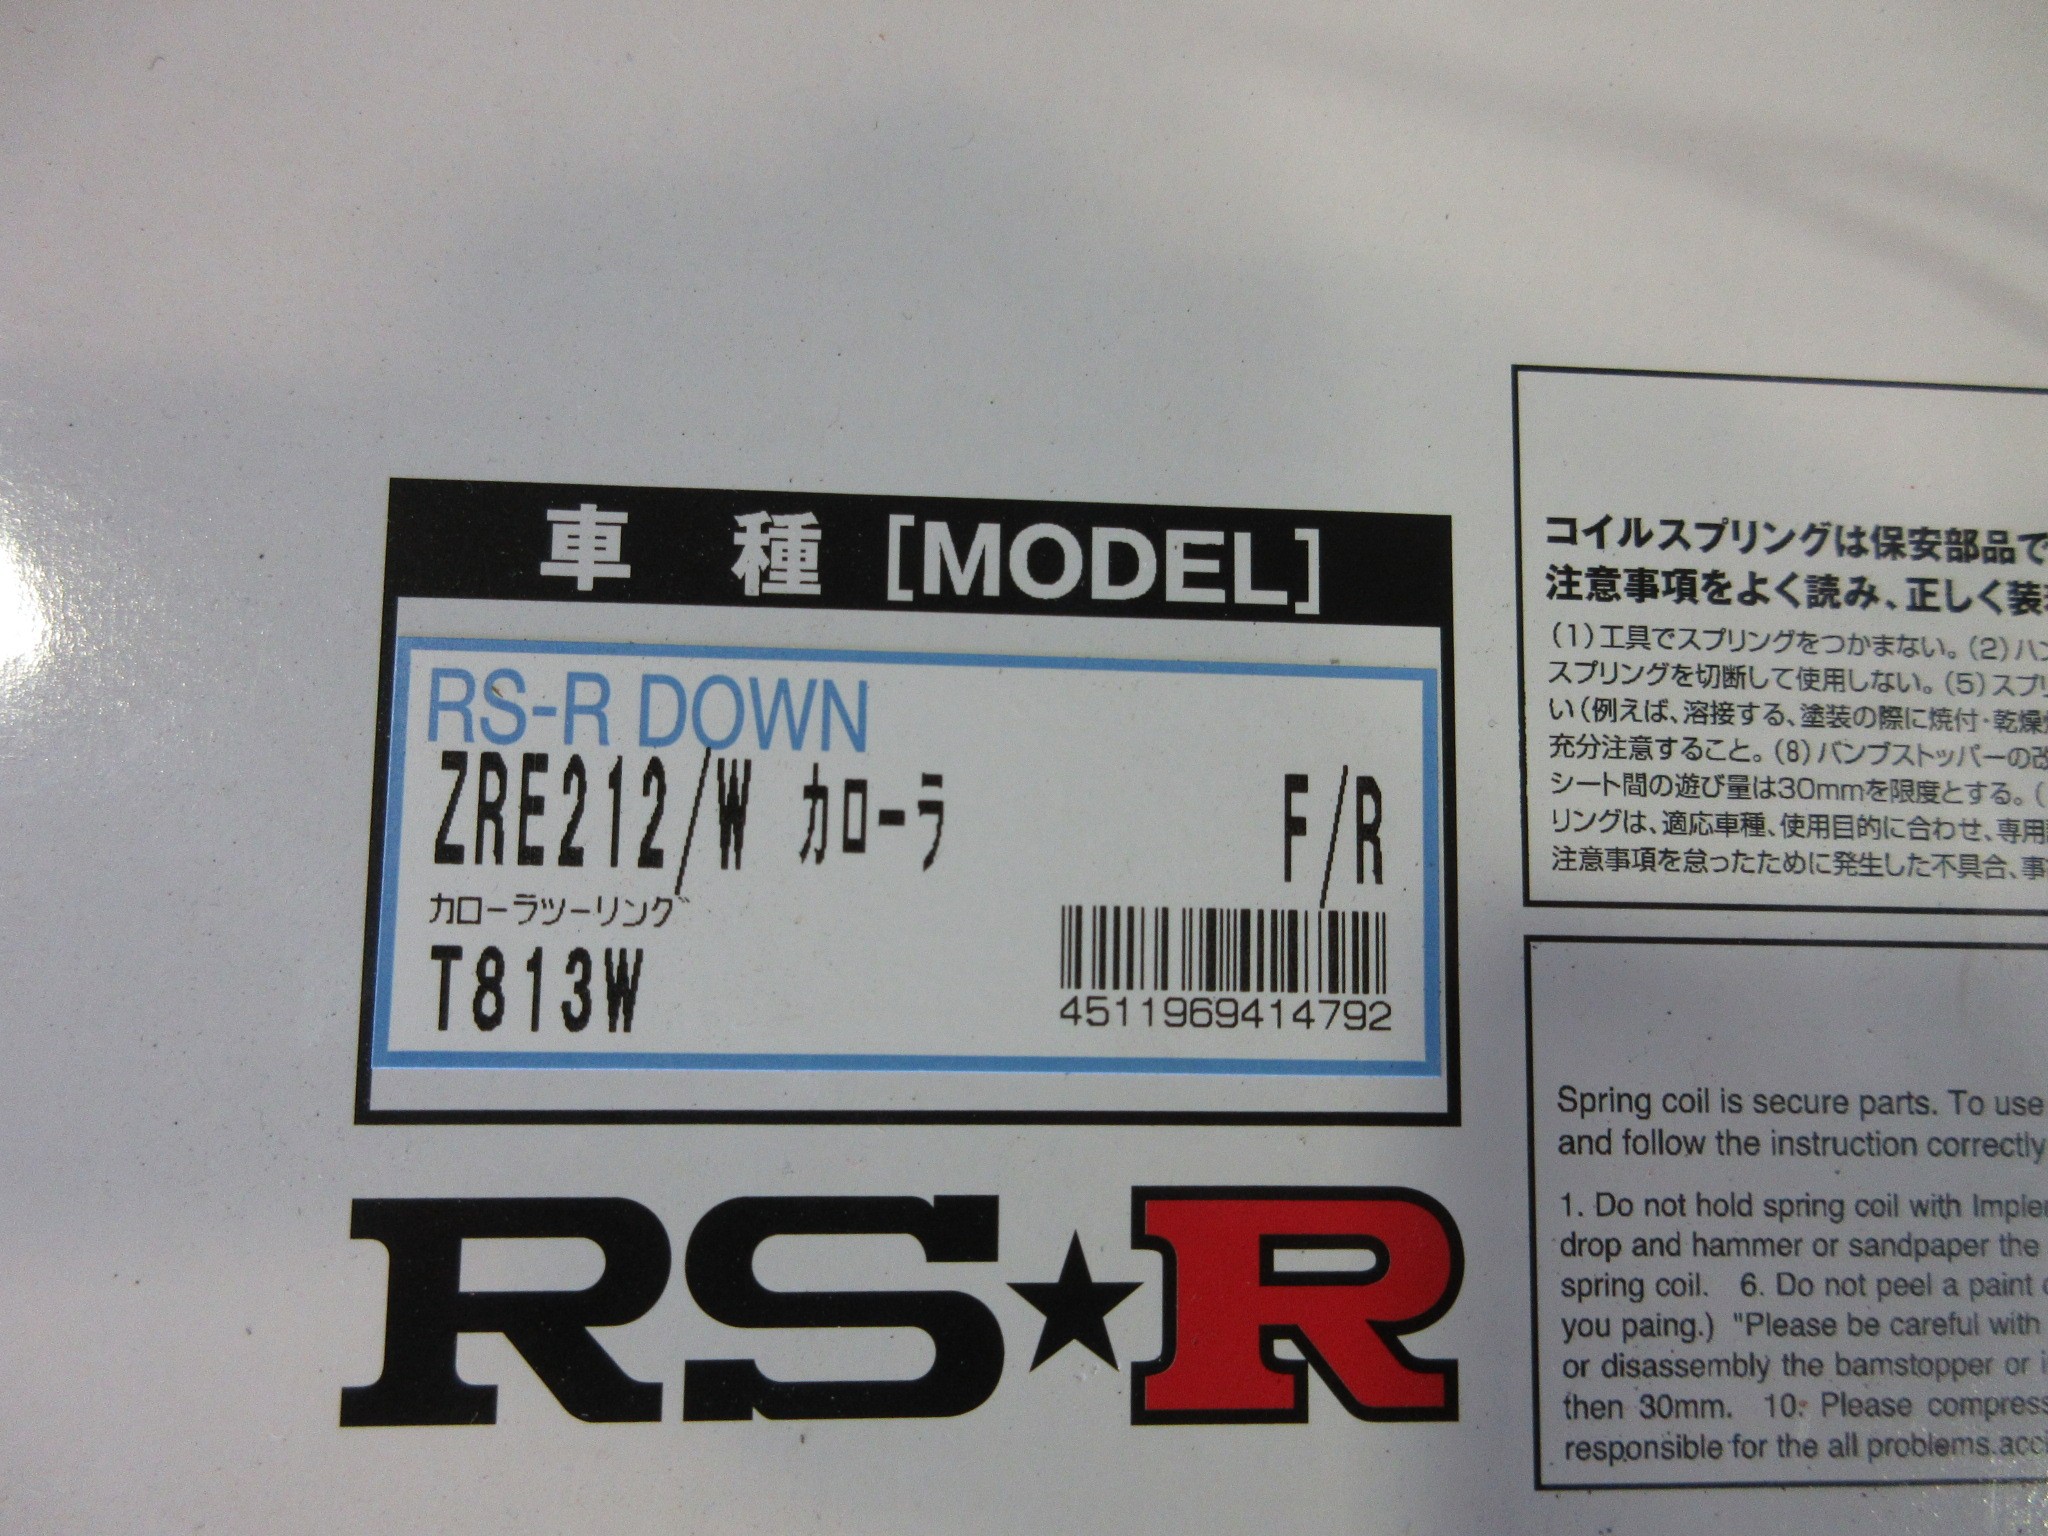 車種 [MODEL]
RS-R DOWN
ZRE212/W カローラ F/R
カローラツーリング
T813W
4511969414792
RS★R
コイルスプリングは保安部品で
注意事項をよく読み、正しく装
(1)工具でスプリングをつかまない。(2)ハン
スプリングを切断して使用しない。(5)スプリ
い(例えば、溶接する、塗装の際に焼付・乾燥
充分注意すること。(8)バンプストッパーの改
シート間の遊び量は30mmを限度とする。(
リングは、適応車種、使用目的に合わせ、専用
注意事項を怠ったために発生した不具合、事
Spring coil is secure parts. To use
and follow the instruction correctly
1. Do not hold spring coil with
drop and hammer or sandpaper the
spring coil. 6. Do not peel a paint
you paing.) "Please be careful with
or disassembly the bamstopper or
then 30mm. 10. Please compress
responsible for the all problems.acci